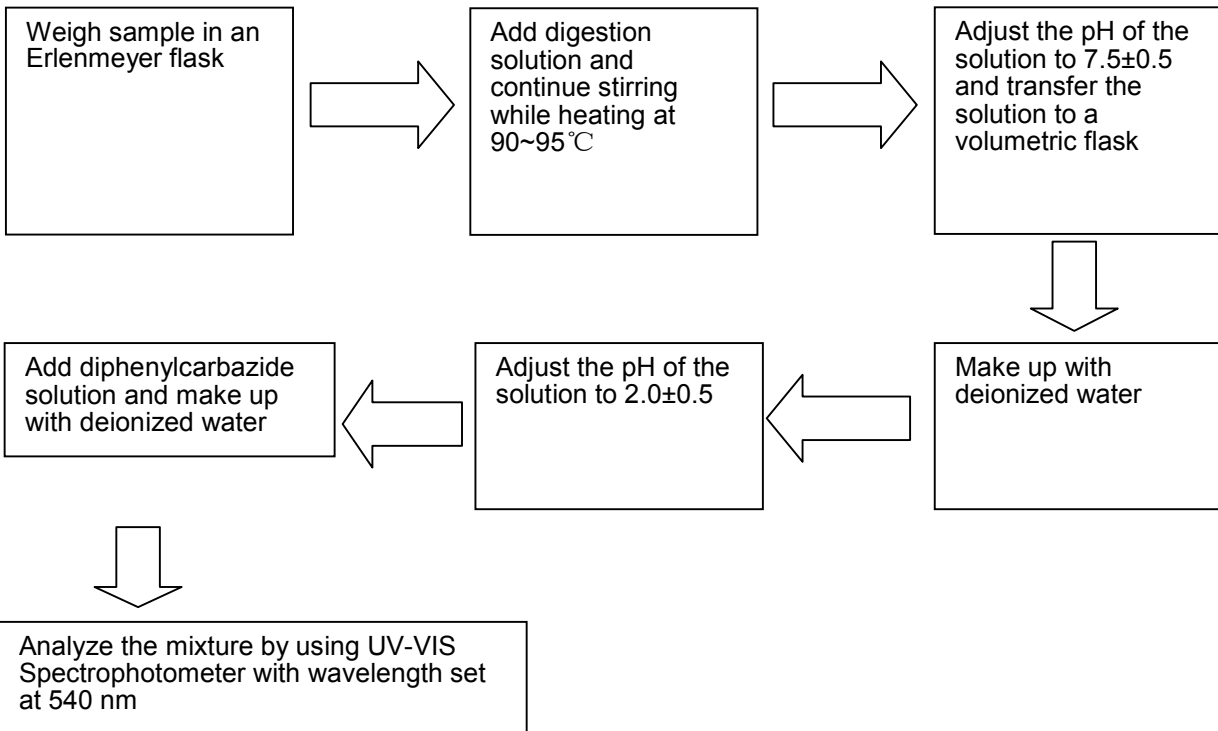 Weigh sample in an
Erlenmeyer flask
Add digestion
solution and
continue stirring
while heating at
90~95℃
Adjust the pH of the
solution to 7.5±0.5
and transfer the
solution to a
volumetric flask
Make up with
deionized water
Adjust the pH of the
solution to 2.0±0.5
Add diphenylcarbazide
solution and make up
with deionized water
Analyze the mixture by using UV-VIS
Spectrophotometer with wavelength set
at 540 nm